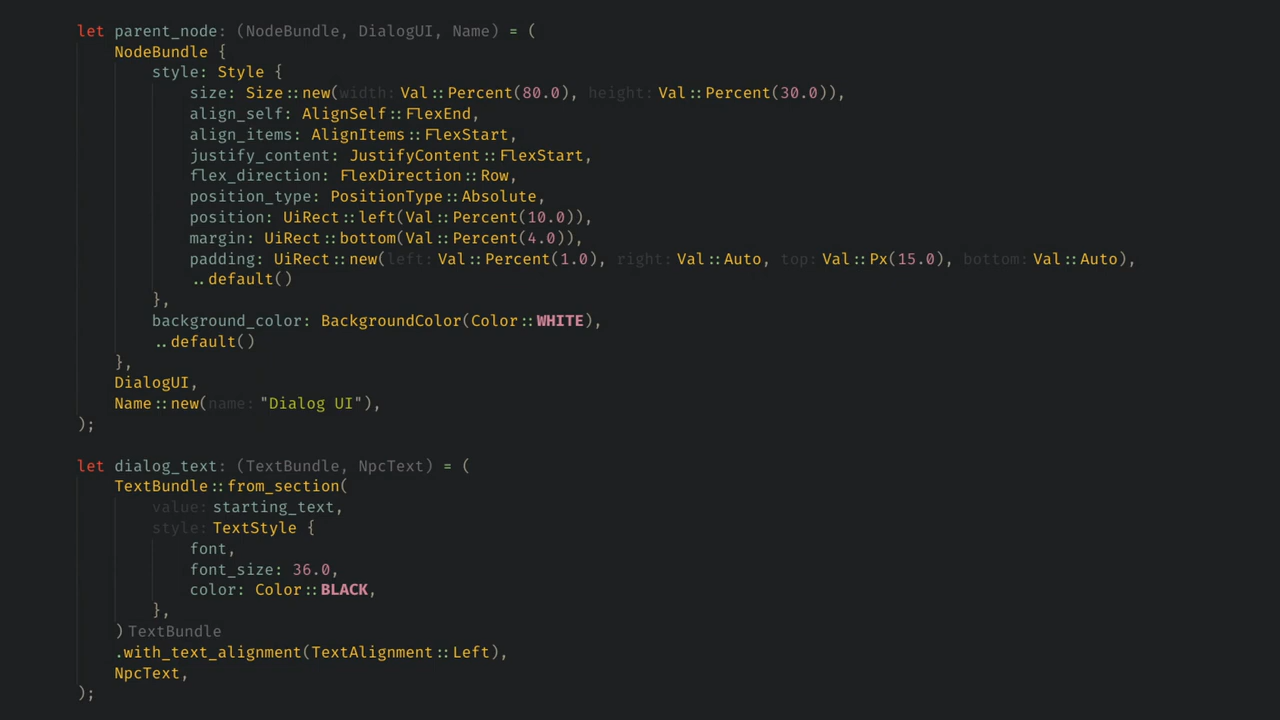 let parent_node: (NodeBundle, DialogUI, Name) = (
    NodeBundle {
        style: Style {
            size: Size::new(width: Val::Percent(80.0), height: Val::Percent(30.0)),
            align_self: AlignSelf::FlexEnd,
            align_items: AlignItems::FlexStart,
            justify_content: JustifyContent::FlexStart,
            flex_direction: FlexDirection::Row,
            position_type: PositionType::Absolute,
            position: UiRect::left(Val::Percent(10.0)),
            margin: UiRect::bottom(Val::Percent(4.0)),
            padding: UiRect::new(left: Val::Percent(1.0), right: Val::Auto, top: Val::Px(15.0), bottom: Val::Auto),
            ..default()
        },
        background_color: BackgroundColor(Color::WHITE),
        ..default()
    },
    DialogUI,
    Name::new(name: "Dialog UI"),
);
let dialog_text: (TextBundle, NpcText) = (
    TextBundle::from_section(
        value: starting_text,
        style: TextStyle {
            font,
            font_size: 36.0,
            color: Color::BLACK,
        },
    ) TextBundle
    .with_text_alignment(TextAlignment::Left),
    NpcText,
);